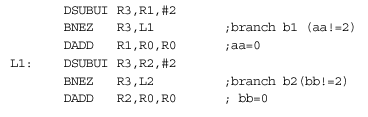 DSUBUI R3,R1,#2
BNEZ R3,L1 ;branch b1 (aa!=2)
DADD R1,R0,R0 ;aa=0
L1: DSUBUI R3,R2,#2
BNEZ R3,L2 ;branch b2(bb!=2)
DADD R2,R0,R0 ; bb=0